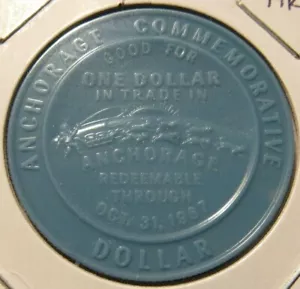 ANCHORAGE COMMEMORATIVE
GOOD FOR
ONE DOLLAR
IN TRADE IN
ANCHORAGE
REDEEMABLE
THROUGH
OCT. 31, 1967
DOLLAR